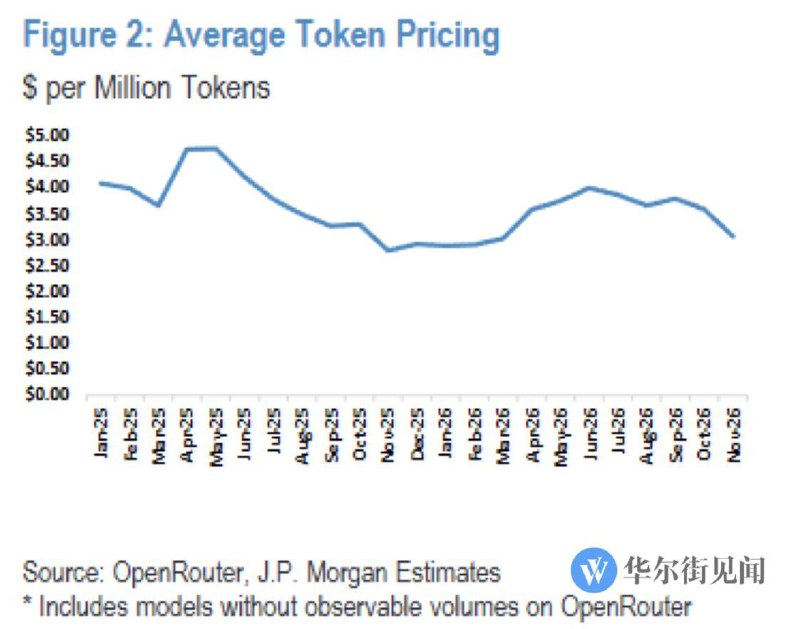 Figure 2: Average Token Pricing
$ per Million Tokens
$5.00
$4.50
$4.00
$3.50
$3.00
$2.50
$2.00
$1.50
$1.00
$0.50
$0.00
Jan-25 Feb-25 Mar-25 Apr-25 May-25 Jun-25 Jul-25 Aug-25 Sep-25 Oct-25 Nov-25 Dec-25 Jan-26 Feb-26 Mar-26 Apr-26 May-26 Jun-26 Jul-26 Aug-26 Sep-26 Oct-26 Nov-26
Source: OpenRouter, J.P. Morgan Estimates
华尔街见闻
* Includes models without observable volumes on OpenRouter